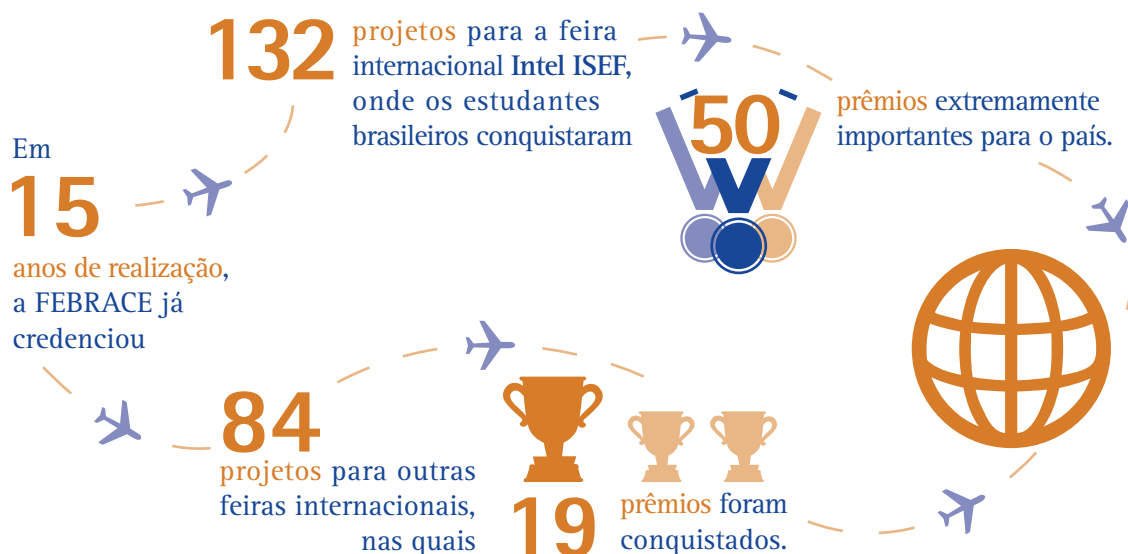 Em
15
anos de realização,
a FEBRACE já
credenciou
132
projetos para a feira
internacional Intel ISEF,
onde os estudantes
brasileiros conquistaram
50
prêmios extremamente
importantes para o país.
84
projetos para outras
feiras internacionais,
nas quais
19
prêmios foram
conquistados.